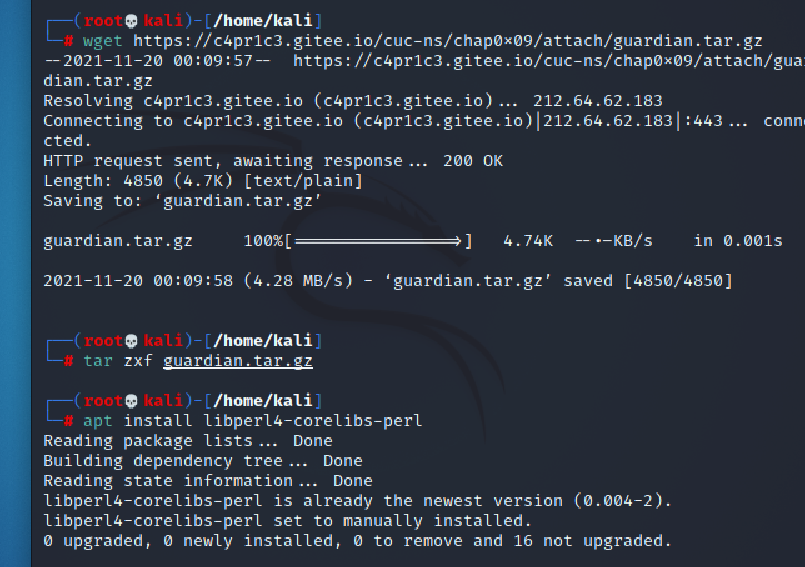 ┌──(root💀kali)-[/home/kali]
└─# wget https://c4pr1c3.gitee.io/cuc-ns/chap0x09/attach/guardian.tar.gz
--2021-11-20 00:09:57--  https://c4pr1c3.gitee.io/cuc-ns/chap0x09/attach/gua
dian.tar.gz
Resolving c4pr1c3.gitee.io (c4pr1c3.gitee.io)... 212.64.62.183
Connecting to c4pr1c3.gitee.io (c4pr1c3.gitee.io)|212.64.62.183|:443... conn
cted.
HTTP request sent, awaiting response... 200 OK
Length: 4850 (4.7K) [text/plain]
Saving to: ‘guardian.tar.gz’
guardian.tar.gz     100%[================>]   4.74K  --.-KB/s    in 0.001s
2021-11-20 00:09:58 (4.28 MB/s) - ‘guardian.tar.gz’ saved [4850/4850]
┌──(root💀kali)-[/home/kali]
└─# tar zxf guardian.tar.gz
┌──(root💀kali)-[/home/kali]
└─# apt install libperl4-corelibs-perl
Reading package lists... Done
Building dependency tree... Done
Reading state information... Done
libperl4-corelibs-perl is already the newest version (0.004-2).
libperl4-corelibs-perl set to manually installed.
0 upgraded, 0 newly installed, 0 to remove and 16 not upgraded.